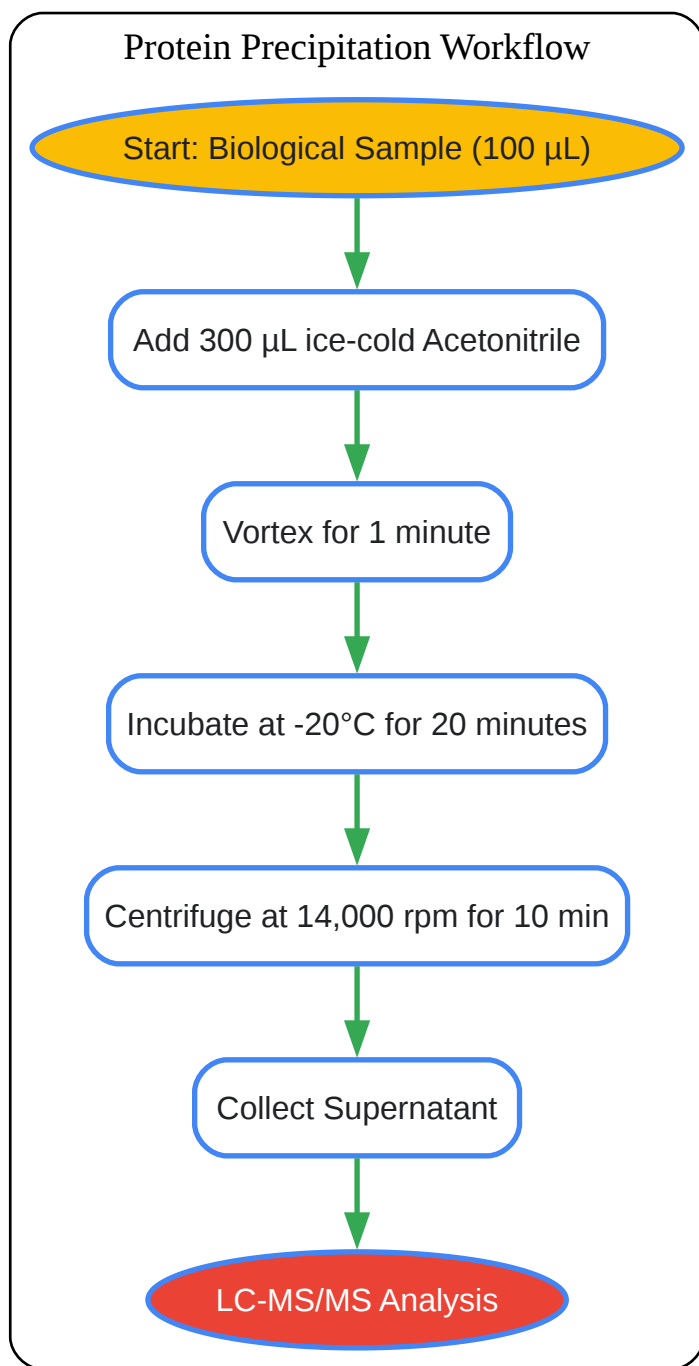 Protein Precipitation Workflow
Start: Biological Sample (100 µL)
Add 300 µL ice-cold Acetonitrile
Vortex for 1 minute
Incubate at -20°C for 20 minutes
Centrifuge at 14,000 rpm for 10 min
Collect Supernatant
LC-MS/MS Analysis